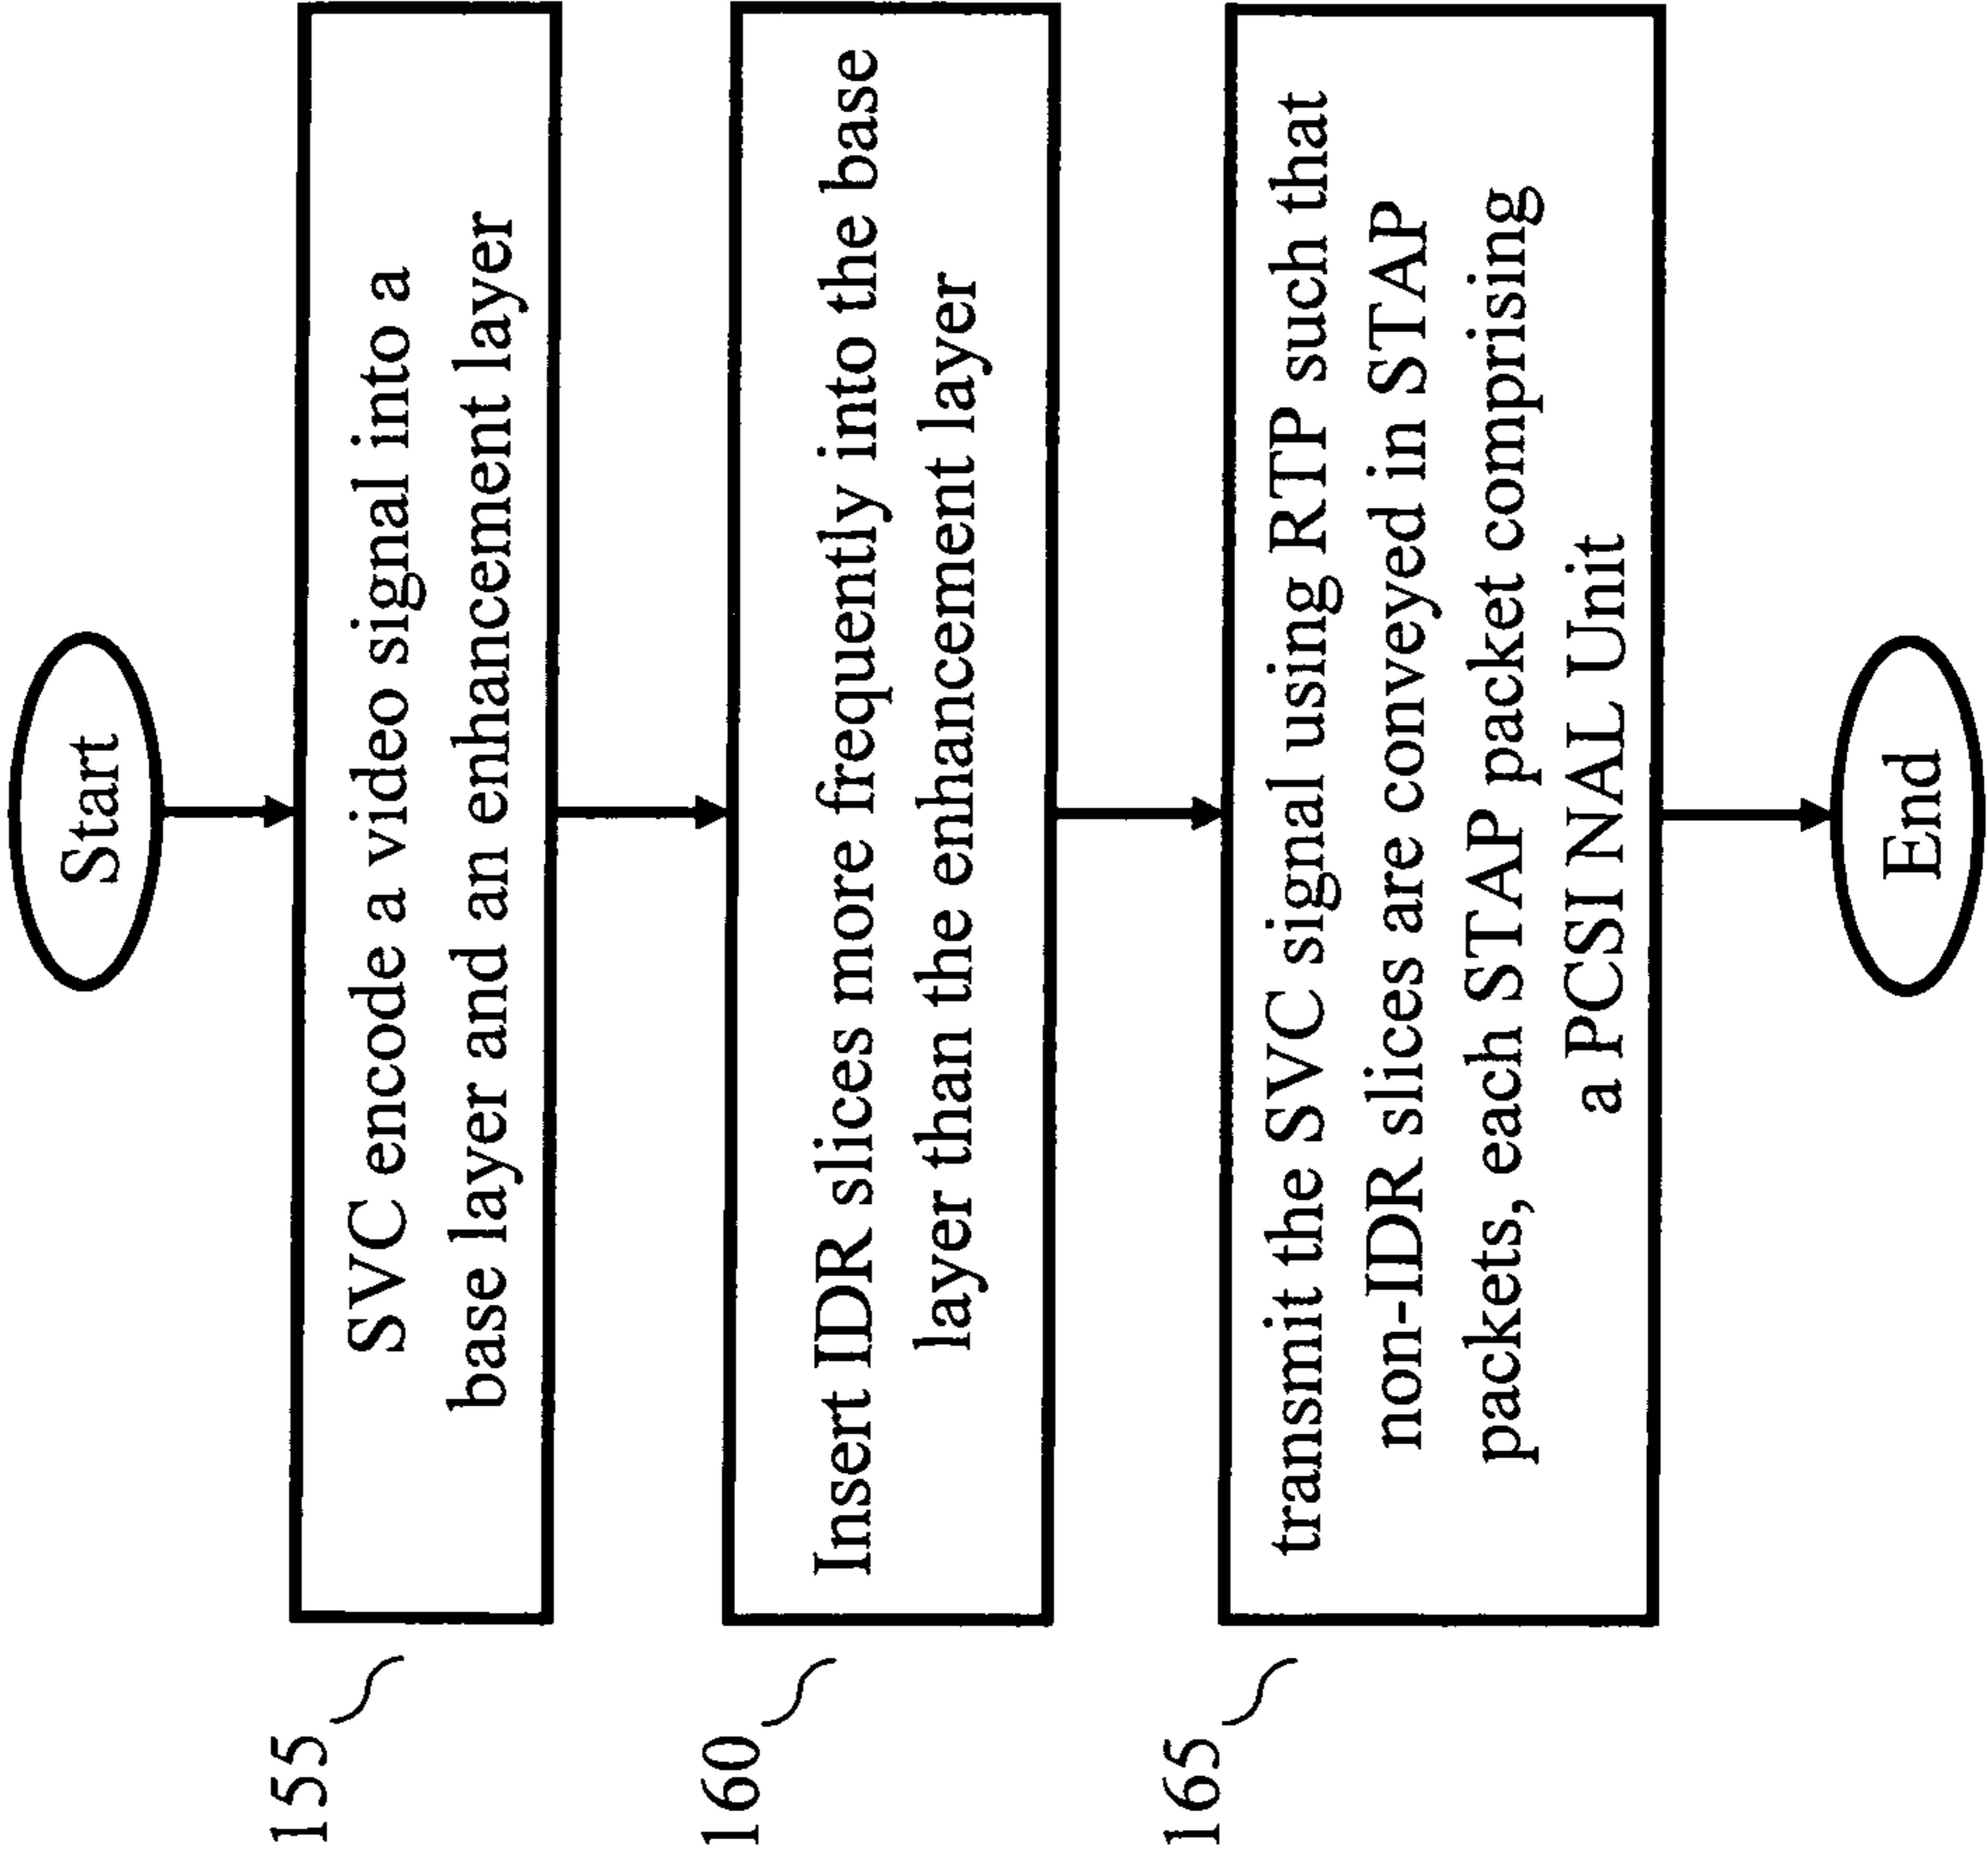 Start
155
SVC encode a video signal into a
base layer and an enhancement layer
160
Insert IDR slices more frequently into the base
layer than the enhancement layer
165
transmit the SVC signal using RTP such that
non-IDR slices are conveyed in STAP
packets, each STAP packet comprising
a PCSI NAL Unit
End